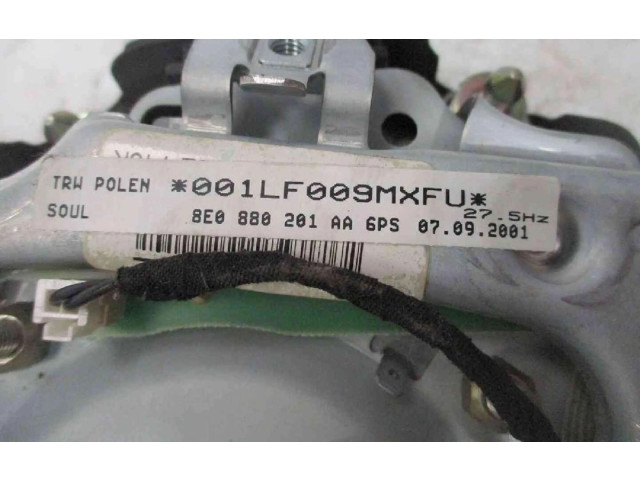 TRW POLEN *001LF009MXFU*
27.5Hz
SOUL 8E0 880 201 AA 6PS 07.09.2001